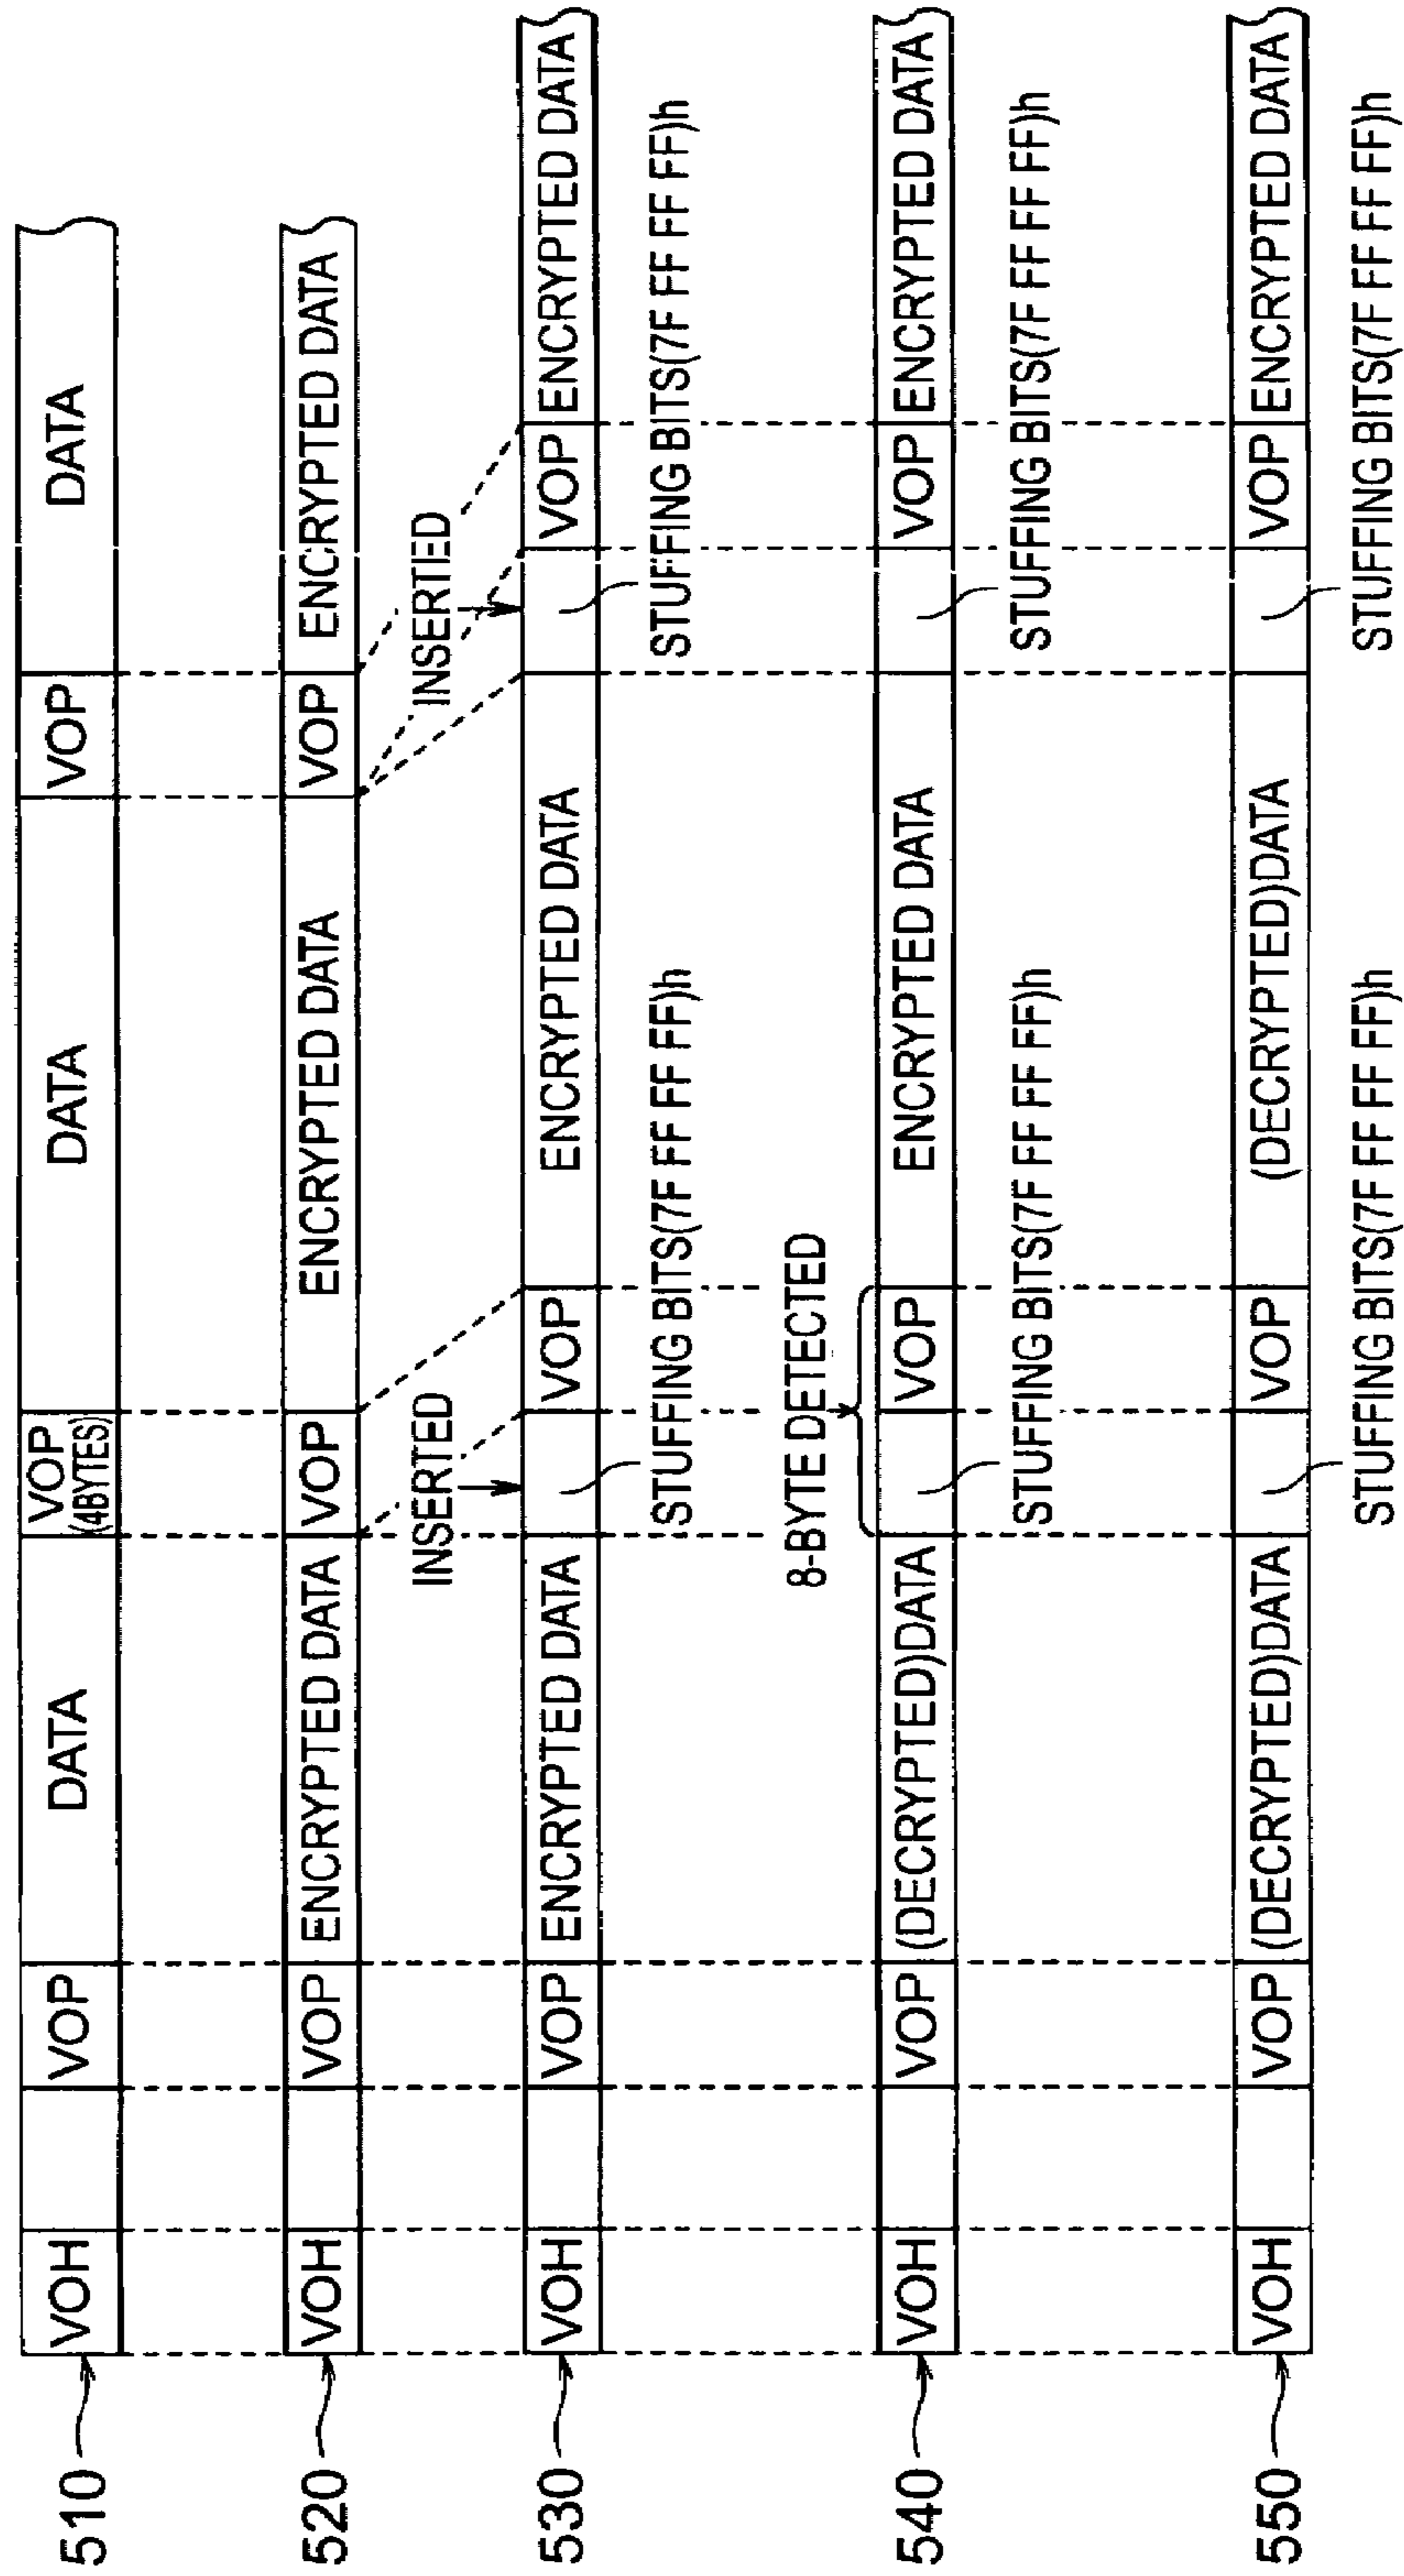 510
VOH
VOP
DATA
VOP
(4BYTES)
DATA
VOP
DATA
520
VOH
VOP
ENCRYPTED DATA
VOP
ENCRYPTED DATA
VOP
ENCRYPTED DATA
INSERTED
INSERTIED
530
VOH
VOP
ENCRYPTED DATA
VOP
ENCRYPTED DATA
VOP
ENCRYPTED DATA
STUFFING BITS(7F FF FF FF)h
STUFFING BITS(7F FF FF FF)h
8-BYTE DETECTED
540
VOH
VOP
(DECRYPTED)DATA
VOP
ENCRYPTED DATA
VOP
ENCRYPTED DATA
STUFFING BITS(7F FF FF FF)h
STUFFING BITS(7F FF FF FF)h
550
VOH
VOP
(DECRYPTED)DATA
VOP
(DECRYPTED)DATA
VOP
ENCRYPTED DATA
STUFFING BITS(7F FF FF FF)h
STUFFING BITS(7F FF FF FF)h